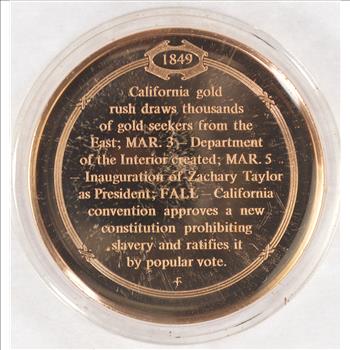 1849
California gold
rush draws thousands
of gold seekers from the
East; MAR. 3 – Department
of the Interior created; MAR. 5
– Inauguration of Zachary Taylor
as President; FALL – California
convention approves a new
constitution prohibiting
slavery and ratifies it
by popular vote.